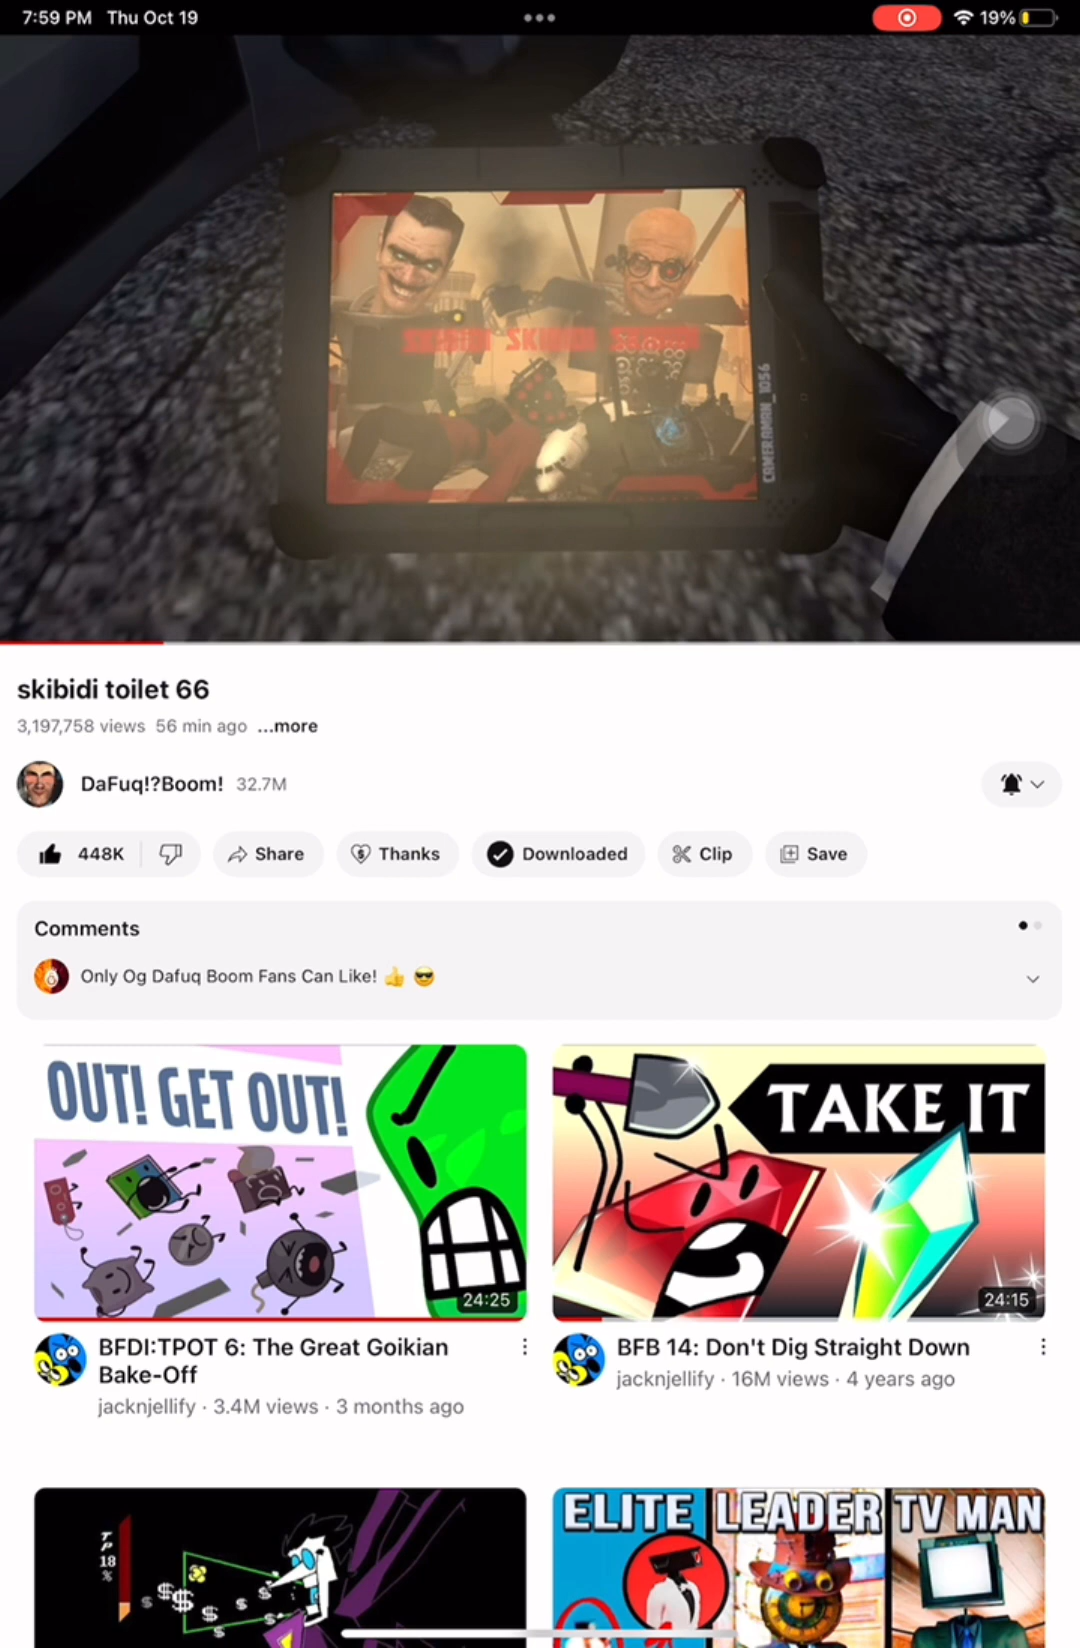 7:59 PM Thu Oct 19
19%
SKIBIDI SKIBIDI SKIBIDI
CAMERAMAN_1056
skibidi toilet 66
3,197,758 views 56 min ago ...more
DaFuq!?Boom! 32.7M
448K Share Thanks Downloaded Clip Save
Comments
Only Og Dafuq Boom Fans Can Like! 👍 😎
OUT! GET OUT!
24:25
TAKE IT
24:15
BFDI:TPOT 6: The Great Goikian
Bake-Off
jacknjellify · 3.4M views · 3 months ago
BFB 14: Don't Dig Straight Down
jacknjellify · 16M views · 4 years ago
TP
18
%
$ $ $ $ $ $ $ $
ELITE LEADER TV MAN